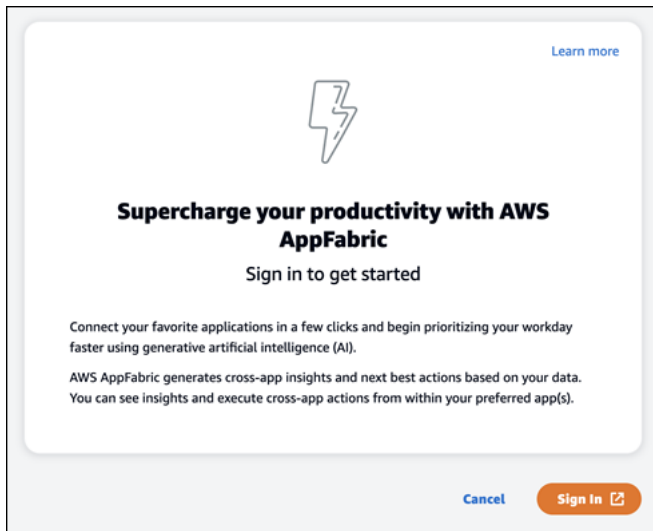 Learn more
Supercharge your productivity with AWS
AppFabric
Sign in to get started
Connect your favorite applications in a few clicks and begin prioritizing your workday
faster using generative artificial intelligence (AI).
AWS AppFabric generates cross-app insights and next best actions based on your data.
You can see insights and execute cross-app actions from within your preferred app(s).
Cancel
Sign In